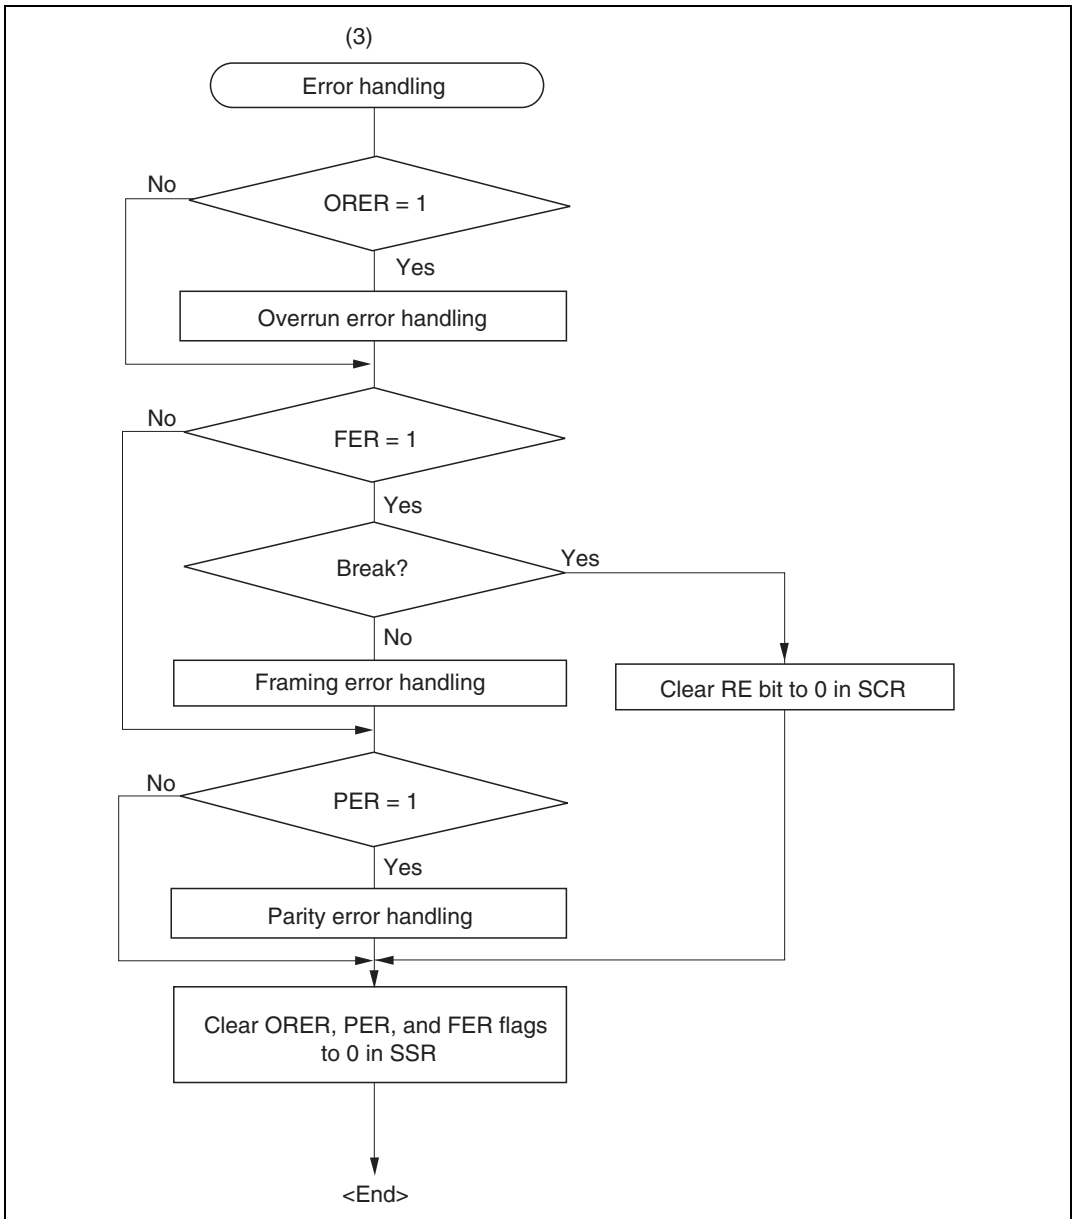 (3)
Error handling
No
ORER = 1
Yes
Overrun error handling
No
FER = 1
Yes
Break?
Yes
No
Framing error handling
Clear RE bit to 0 in SCR
No
PER = 1
Yes
Parity error handling
Clear ORER, PER, and FER flags
to 0 in SSR
<End>